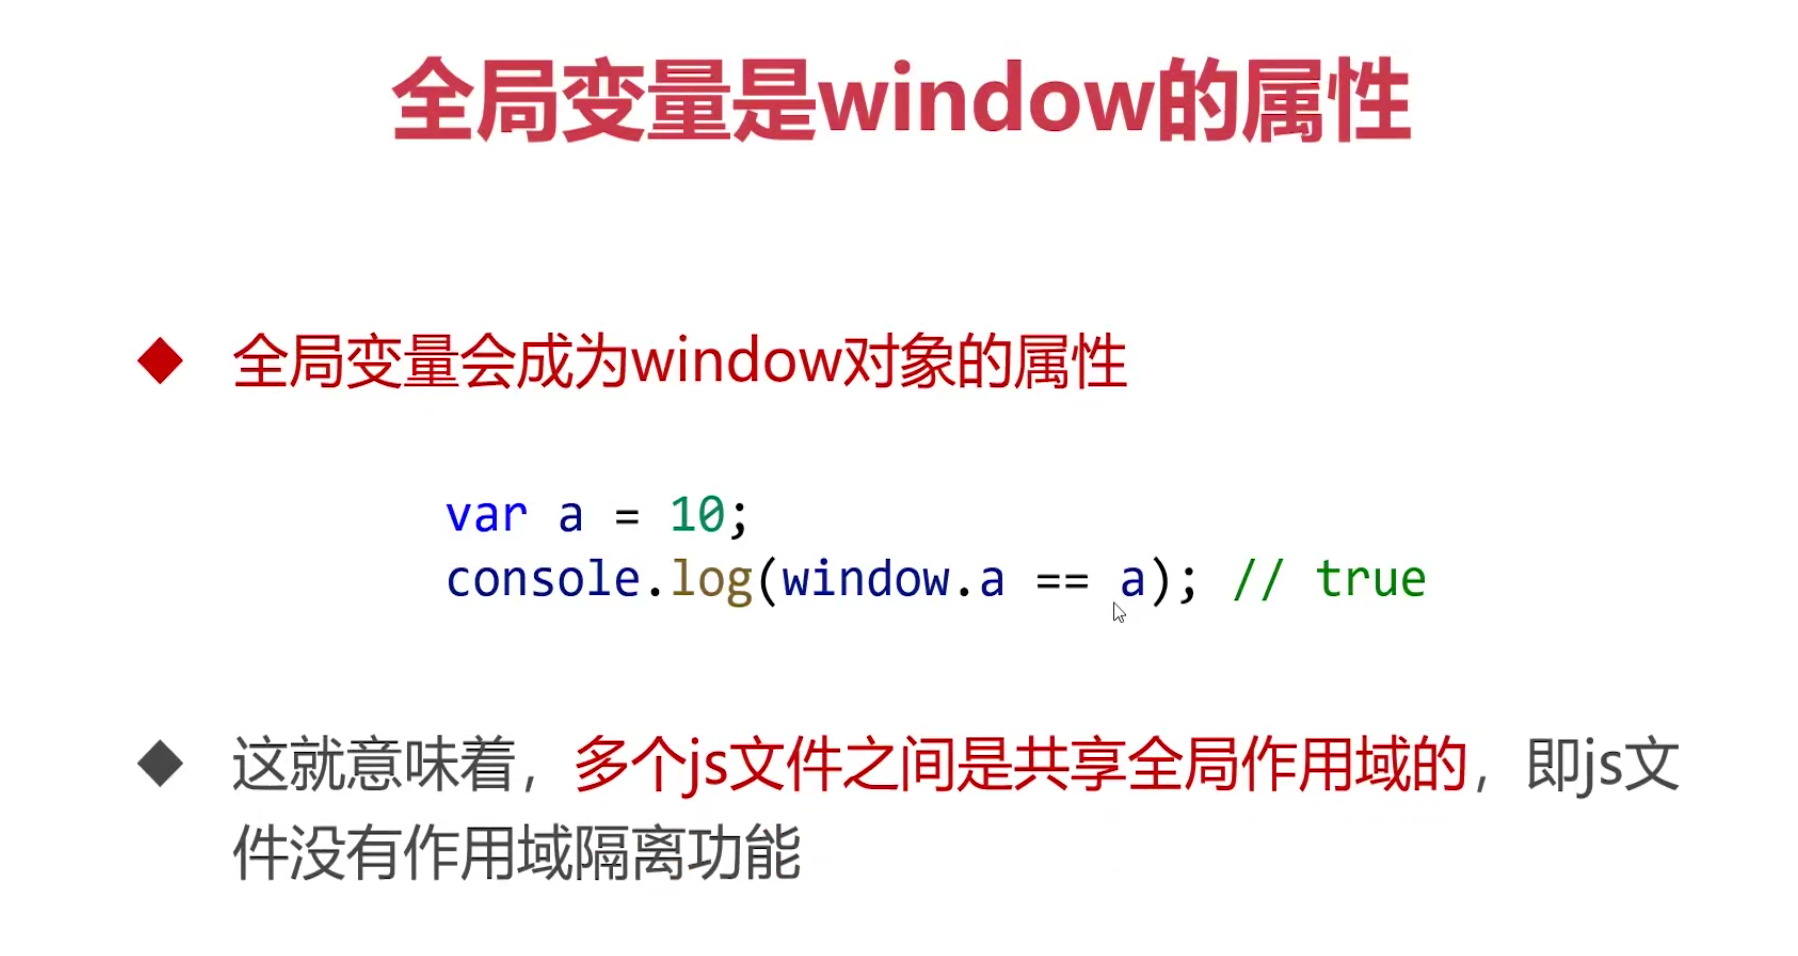 全局变量是window的属性
全局变量会成为window对象的属性
var a = 10;
console.log(window.a == a); // true
这就意味着，多个js文件之间是共享全局作用域的，即js文
件没有作用域隔离功能